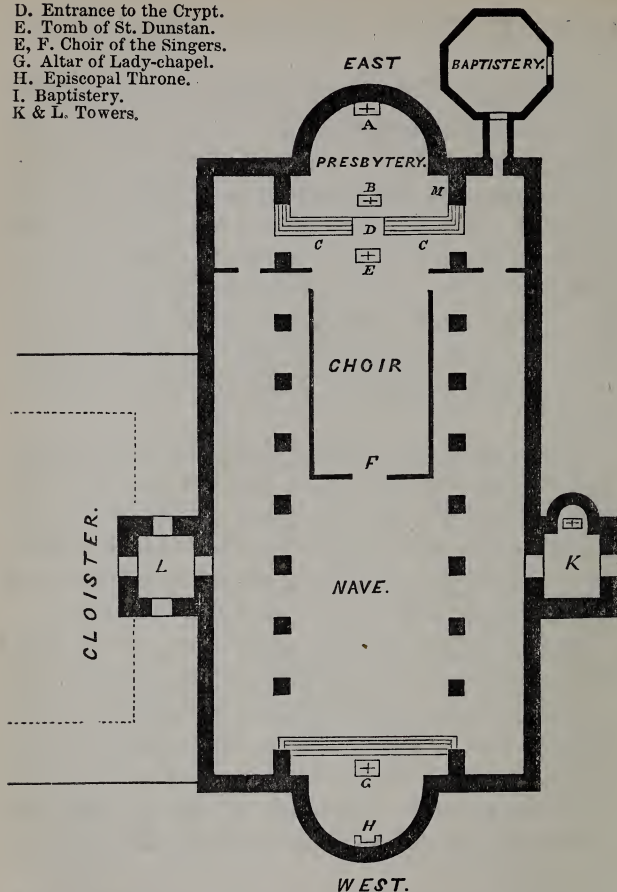 D. Entrance to the Crypt.
E. Tomb of St. Dunstan.
E, F. Choir of the Singers.
G. Altar of Lady-chapel.
H. Episcopal Throne.
I. Baptistery.
K & L. Towers.
EAST
BAPTISTERY.
A
PRESBYTERY.
B
M
D
C
C
E
CHOIR
F
CLOISTER.
L
K
NAVE.
G
H
WEST.